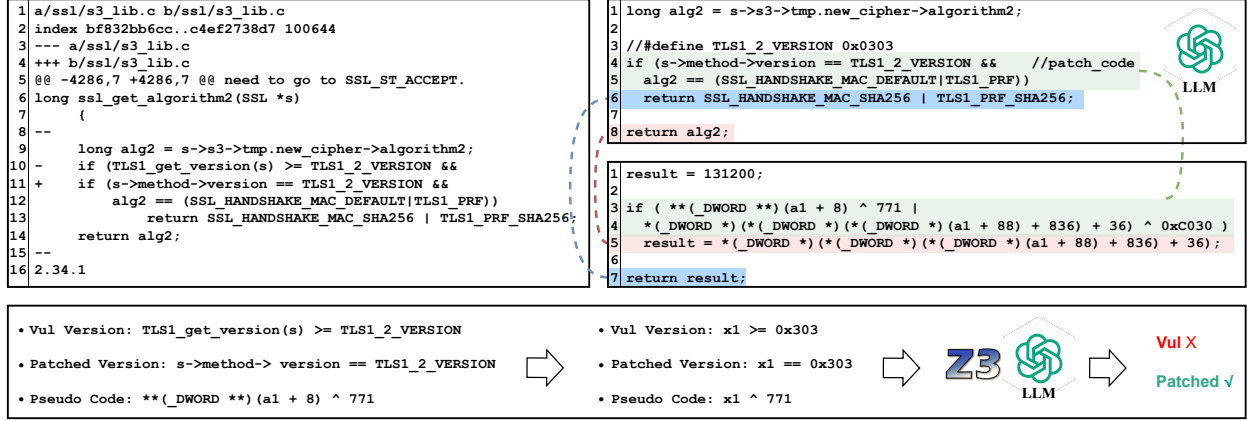 1 a/ssl/s3_lib.c b/ssl/s3_lib.c
2 index bf832bb6cc..c4ef2738d7 100644
3 --- a/ssl/s3_lib.c
4 +++ b/ssl/s3_lib.c
5 @@ -4286,7 +4286,7 @@ need to go to SSL_ST_ACCEPT.
6 long ssl_get_algorithm2(SSL *s)
7 {
8 --
9 long alg2 = s->s3->tmp.new_cipher->algorithm2;
10 - if (TLS1_get_version(s) >= TLS1_2_VERSION &&
11 + if (s->method->version == TLS1_2_VERSION &&
12 alg2 == (SSL_HANDSHAKE_MAC_DEFAULT|TLS1_PRF))
13 return SSL_HANDSHAKE_MAC_SHA256 | TLS1_PRF_SHA256;
14 return alg2;
15 --
16 2.34.1
1 long alg2 = s->s3->tmp.new_cipher->algorithm2;
2
3 //#define TLS1_2_VERSION 0x0303
4 if (s->method->version == TLS1_2_VERSION && //patch_code
5 alg2 == (SSL_HANDSHAKE_MAC_DEFAULT|TLS1_PRF))
6 return SSL_HANDSHAKE_MAC_SHA256 | TLS1_PRF_SHA256;
7
8 return alg2;
LLM
1 result = 131200;
2
3 if ( **(_DWORD **)(a1 + 8) ^ 771 |
4 *(_DWORD *)(*(_DWORD *)(*(_DWORD *)(a1 + 88) + 836) + 36) ^ 0xC030 )
5 result = *(_DWORD *)(*(_DWORD *)(*(_DWORD *)(a1 + 88) + 836) + 36);
6
7 return result;
• Vul Version: TLS1_get_version(s) >= TLS1_2_VERSION
• Patched Version: s->method-> version == TLS1_2_VERSION
• Pseudo Code: **(_DWORD **)(a1 + 8) ^ 771
• Vul Version: x1 >= 0x303
• Patched Version: x1 == 0x303
• Pseudo Code: x1 ^ 771
Z3
LLM
Vul X
Patched √